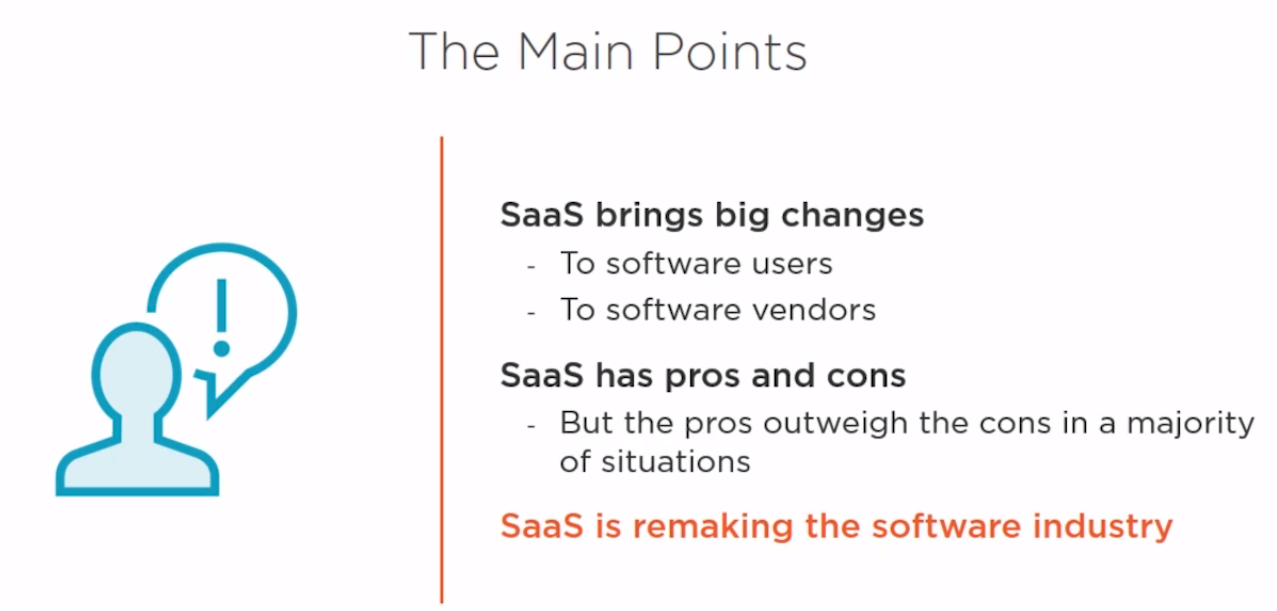 The Main Points
SaaS brings big changes
- To software users
- To software vendors
SaaS has pros and cons
- But the pros outweigh the cons in a majority
of situations
SaaS is remaking the software industry